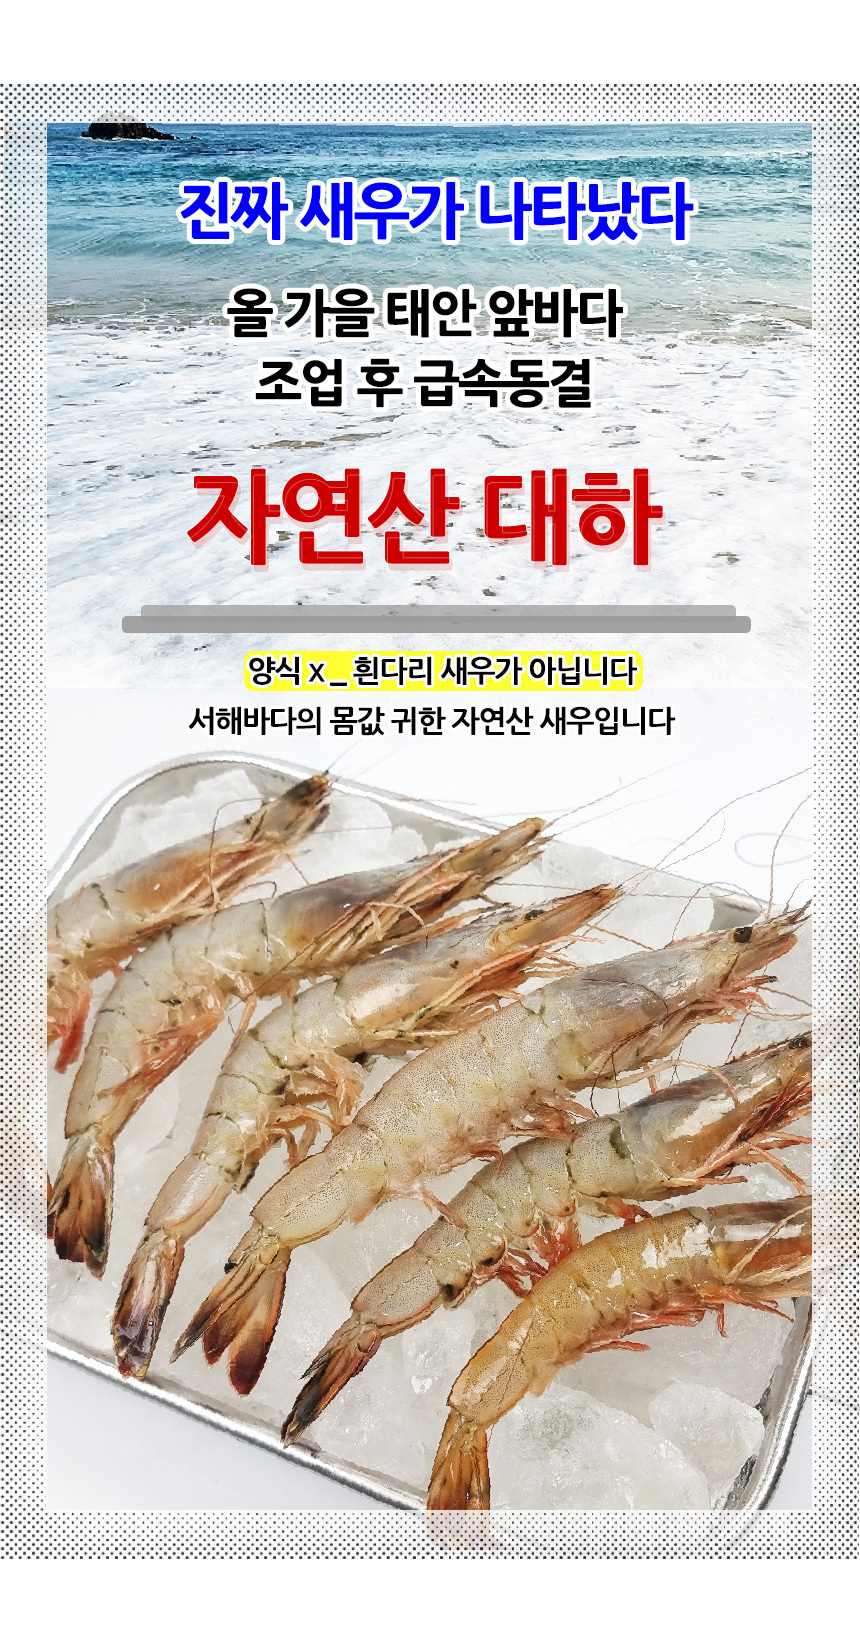 진짜 새우가 나타났다
올 가을 태안 앞바다
조업 후 급속동결
자연산 대하
양식 x _ 흰다리 새우가 아닙니다
서해바다의 몸값 귀한 자연산 새우입니다